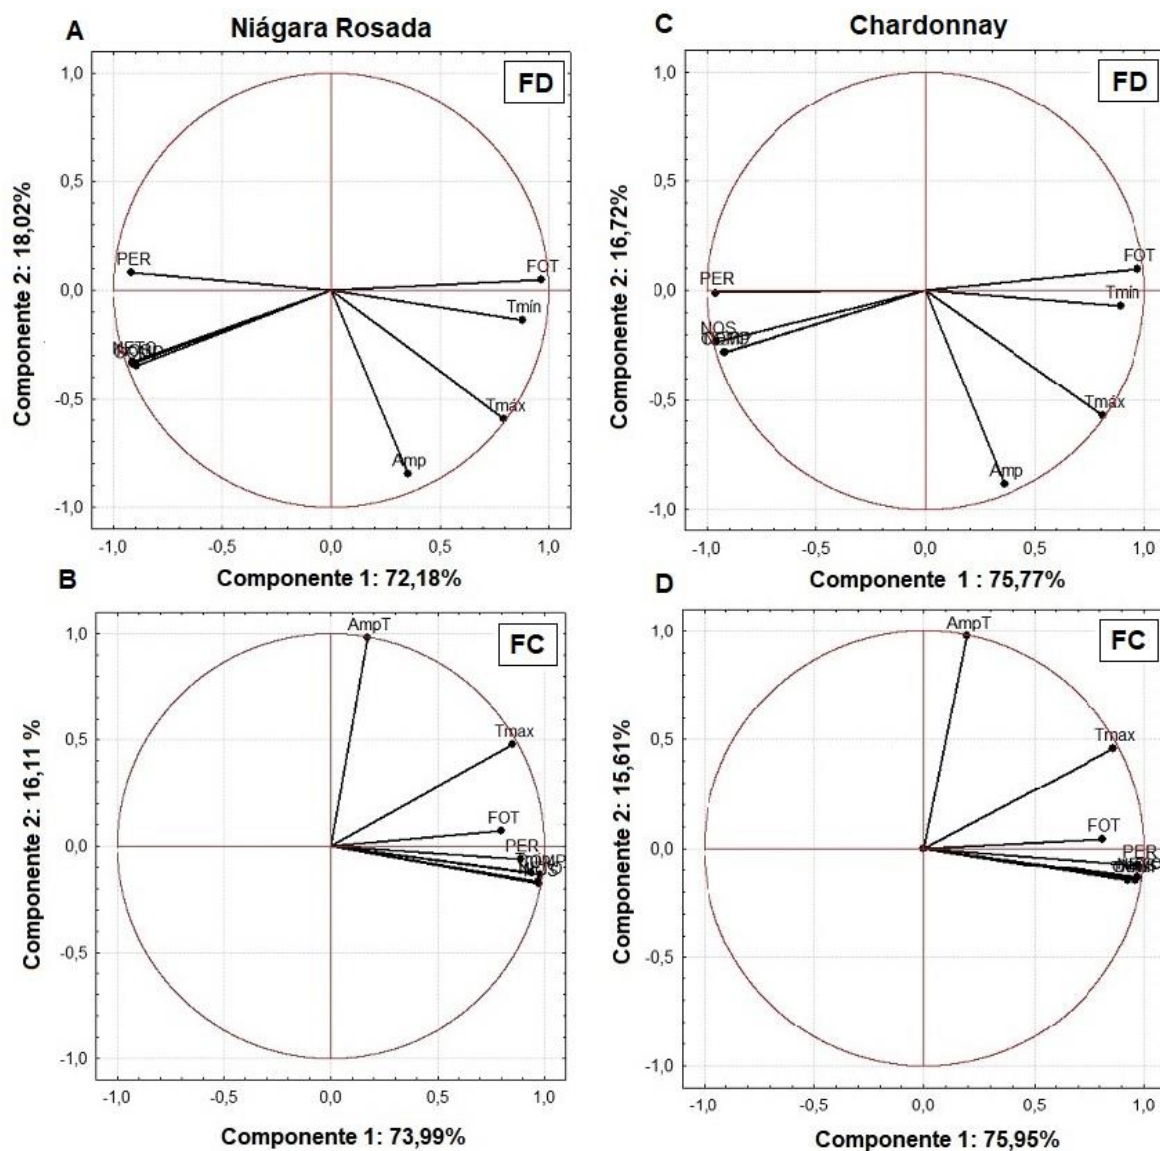 A
Niágara Rosada
FD
1,0
0,5
0,0
-0,5
-1,0
Componente 2: 18,02%
PER
FOT
Tmín
Tmáx
Amp
-1,0 -0,5 0,0 0,5 1,0
Componente 1: 72,18%
C
Chardonnay
FD
1,0
0,5
0,0
-0,5
-1,0
Componente 2: 16,72%
PER
FOT
Tmín
NOS
Tmáx
Amp
-1,0 -0,5 0,0 0,5 1,0
Componente 1 : 75,77%
B
FC
1,0
0,5
0,0
-0,5
-1,0
Componente 2: 16,11 %
AmpT
Tmax
FOT
PER
-1,0 -0,5 0,0 0,5 1,0
Componente 1: 73,99%
D
FC
1,0
0,5
0,0
-0,5
-1,0
Componente 2: 15,61%
AmpT
Tmax
FOT
PER
-1,0 -0,5 0,0 0,5 1,0
Componente 1: 75,95%